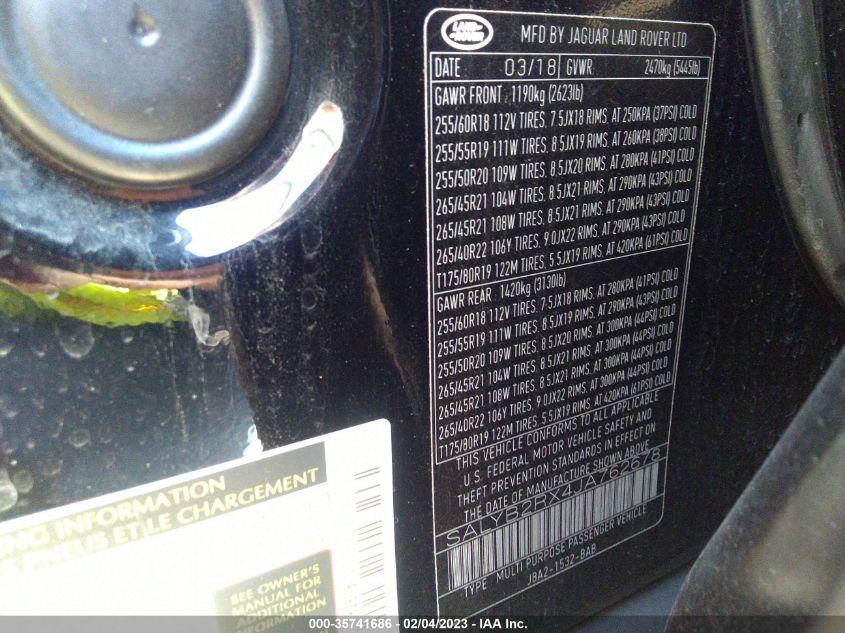 LAND
ROVER
MFD BY JAGUAR LAND ROVER LTD
DATE 03/18 GVWR 2470kg (5445lb)
GAWR FRONT 1190kg (2623lb)
255/60R18 112V TIRES. 7.5JX18 RIMS. AT 250KPA (37PSI) COLD
255/55R19 111W TIRES. 8.5JX19 RIMS. AT 260KPA (38PSI) COLD
255/50R20 109W TIRES. 8.5JX20 RIMS. AT 280KPA (41PSI) COLD
265/45R21 104W TIRES. 8.5JX21 RIMS. AT 290KPA (43PSI) COLD
265/45R21 108W TIRES. 8.5JX21 RIMS. AT 290KPA (43PSI) COLD
265/40R22 106Y TIRES. 9.0JX22 RIMS. AT 290KPA (43PSI) COLD
T175/80R19 122M TIRES. 5.5JX19 RIMS. AT 420KPA (61PSI) COLD
GAWR REAR 1420kg (3130lb)
255/60R18 112V TIRES. 7.5JX18 RIMS. AT 280KPA (41PSI) COLD
255/55R19 111W TIRES. 8.5JX19 RIMS. AT 290KPA (43PSI) COLD
255/50R20 109W TIRES. 8.5JX20 RIMS. AT 300KPA (44PSI) COLD
265/45R21 104W TIRES. 8.5JX21 RIMS. AT 300KPA (44PSI) COLD
265/45R21 108W TIRES. 8.5JX21 RIMS. AT 300KPA (44PSI) COLD
265/40R22 106Y TIRES. 9.0JX22 RIMS. AT 300KPA (44PSI) COLD
T175/80R19 122M TIRES. 5.5JX19 RIMS. AT 420KPA (61PSI) COLD
THIS VEHICLE CONFORMS TO ALL APPLICABLE
U.S. FEDERAL MOTOR VEHICLE SAFETY AND
THEFT PREVENTION STANDARDS IN EFFECT ON
THE DATE OF MANUFACTURE SHOWN ABOVE
SALYB2RX4JA762678
TYPE MULTI PURPOSE PASSENGER VEHICLE
JBA2-1532-BAB
ING INFORMATION
PNEUS ET LE CHARGEMENT
SEE OWNER'S
MANUAL FOR
ADDITIONAL
INFORMATION
000-35741686 - 02/04/2023 - IAA Inc.